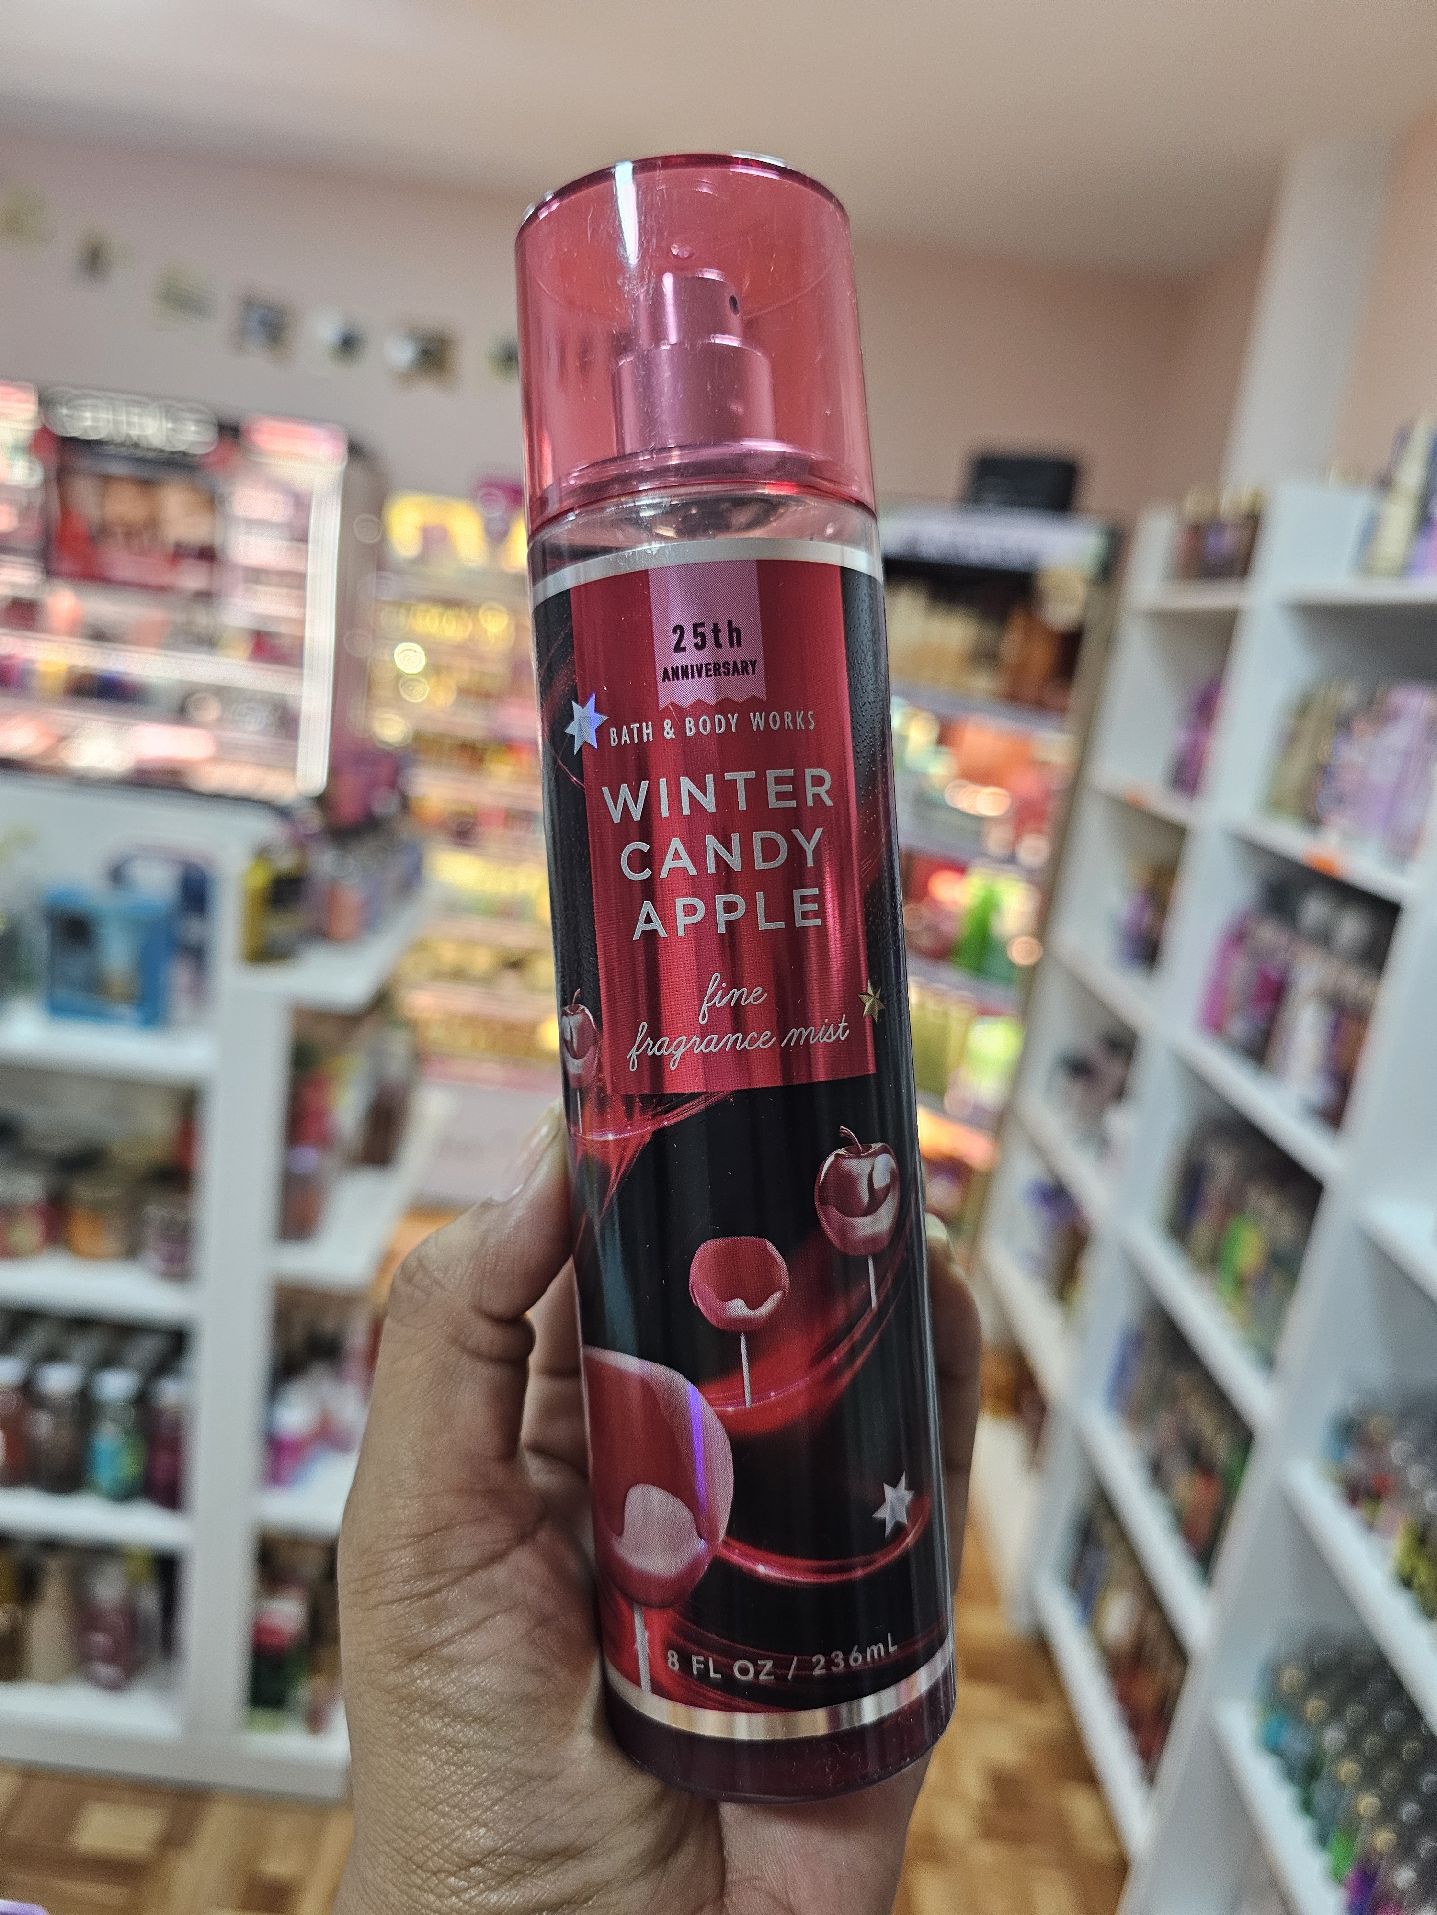 25th
ANNIVERSARY
BATH & BODY WORKS
WINTER
CANDY
APPLE
fine
fragrance mist
8 FL OZ / 236mL